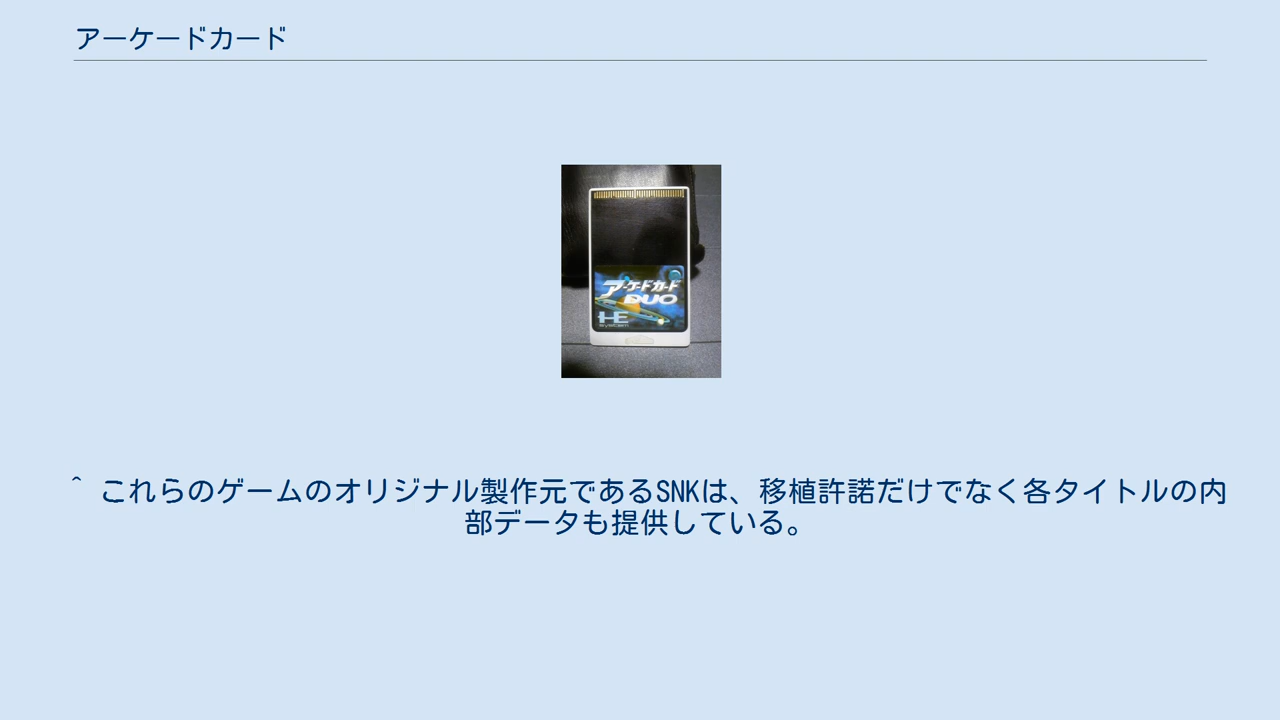 アーケードカード
アーケードカード
DUO
HE
System
^ これらのゲームのオリジナル製作元であるSNKは、移植許諾だけでなく各タイトルの内
部データも提供している。